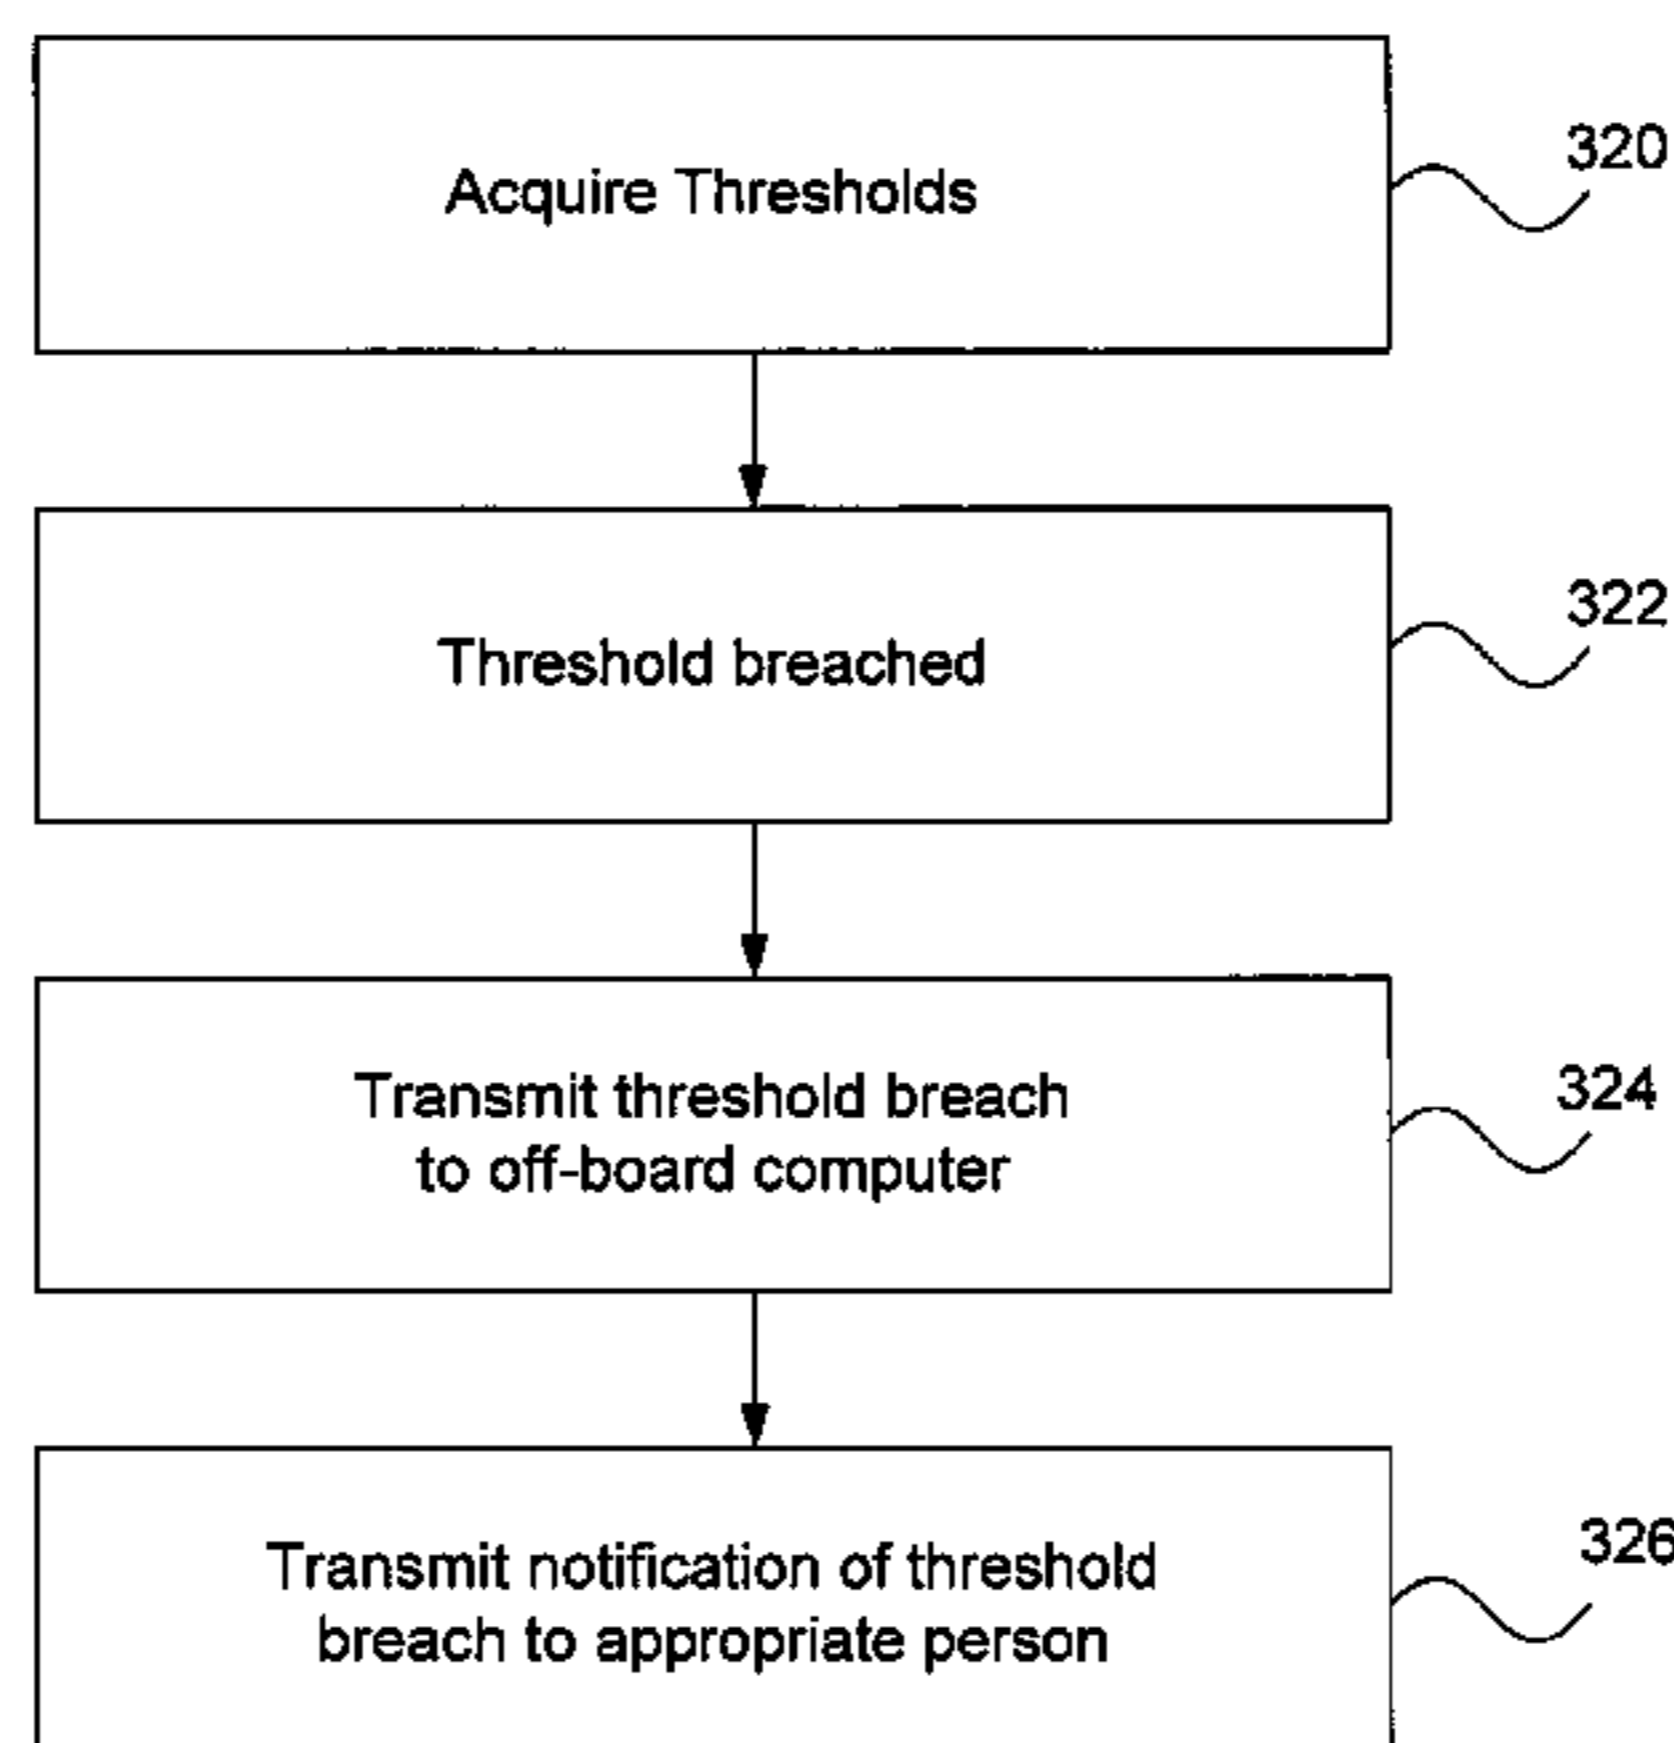 Acquire Thresholds
320
Threshold breached
322
Transmit threshold breach
to off-board computer
324
Transmit notification of threshold
breach to appropriate person
326